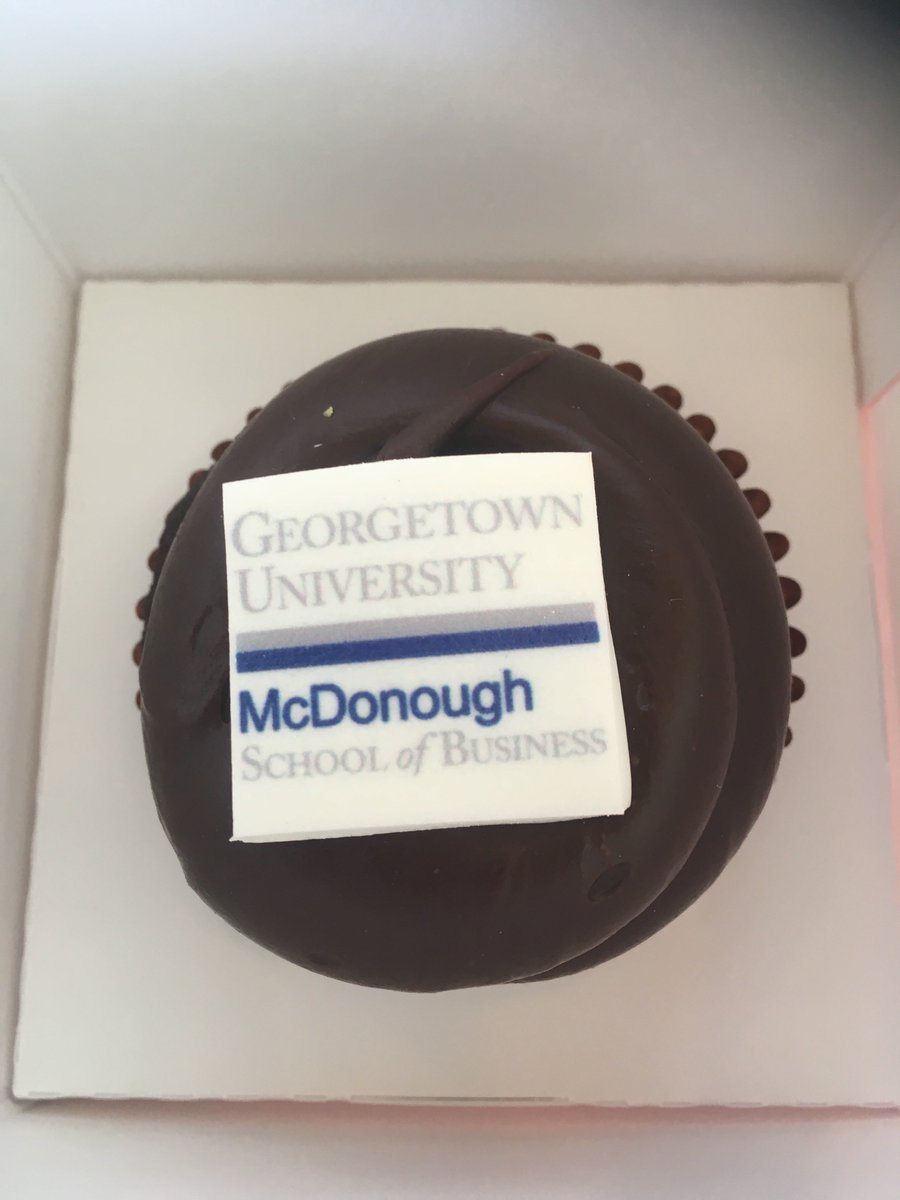 GEORGETOWN
UNIVERSITY
McDonough
SCHOOL of BUSINESS